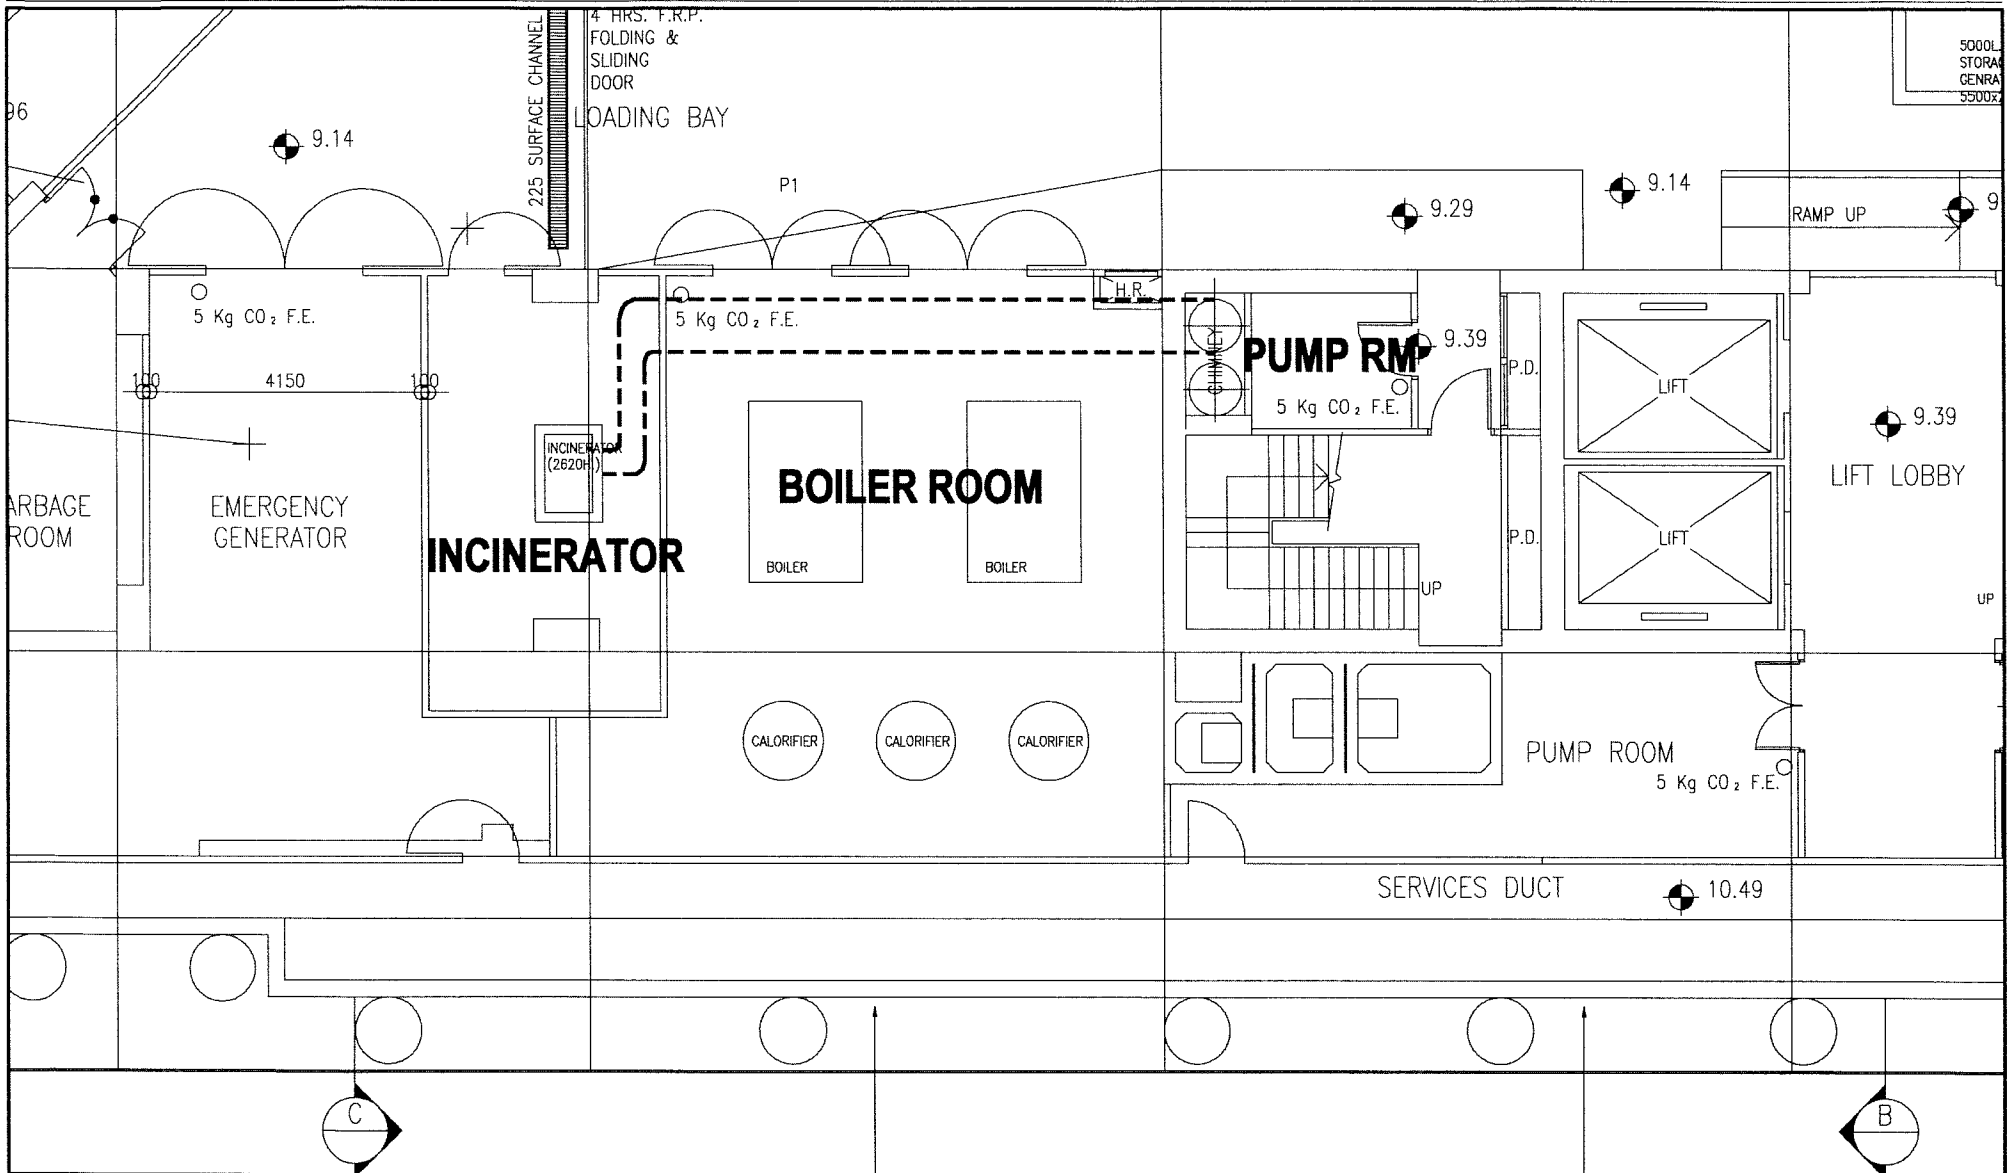 4 HRS. F.R.P.
FOLDING &
SLIDING
DOOR
225 SURFACE CHANNEL
LOADING BAY
5000L.
STORA
GENRA
5500x
96
9.14
P1
9.29
9.14
RAMP UP
9
5 Kg CO₂ F.E.
5 Kg CO₂ F.E.
H.R.
CHIMNEY
PUMP RM
9.39
5 Kg CO₂ F.E.
P.D.
LIFT
9.39
LIFT LOBBY
100
4150
100
INCINERATOR
(2620H.)
BOILER ROOM
ARBAGE
ROOM
EMERGENCY
GENERATOR
INCINERATOR
BOILER
BOILER
P.D.
LIFT
UP
UP
CALORIFIER
CALORIFIER
CALORIFIER
PUMP ROOM
5 Kg CO₂ F.E.
SERVICES DUCT
10.49
C
B